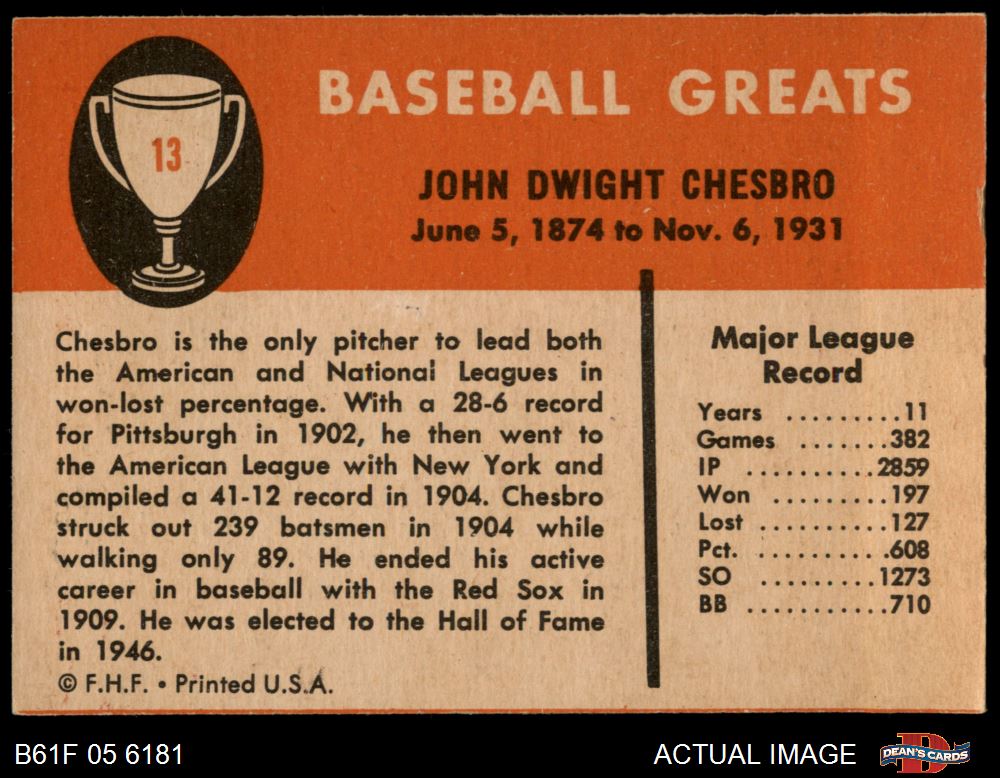 13
BASEBALL GREATS
JOHN DWIGHT CHESBRO
June 5, 1874 to Nov. 6, 1931
Chesbro is the only pitcher to lead both
the American and National Leagues in
won-lost percentage. With a 28-6 record
for Pittsburgh in 1902, he then went to
the American League with New York and
compiled a 41-12 record in 1904. Chesbro
struck out 239 batsmen in 1904 while
walking only 89. He ended his active
career in baseball with the Red Sox in
1909. He was elected to the Hall of Fame
in 1946.
© F.H.F. • Printed U.S.A.
Major League
Record
Years .........11
Games .......382
IP ..........2859
Won .........197
Lost ..........127
Pct. ..........608
SO .........1273
BB ...........710
B61F 05 6181
ACTUAL IMAGE
D
DEAN'S CARDS